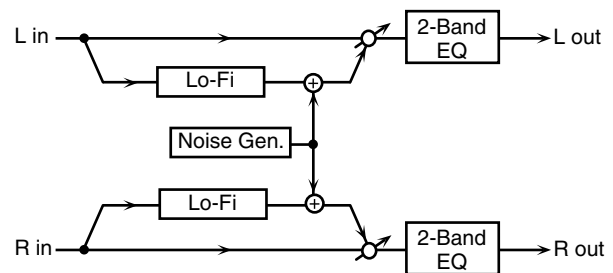 L in
2-Band
EQ
L out
Lo-Fi
+
Noise Gen.
Lo-Fi
+
R in
2-Band
EQ
R out